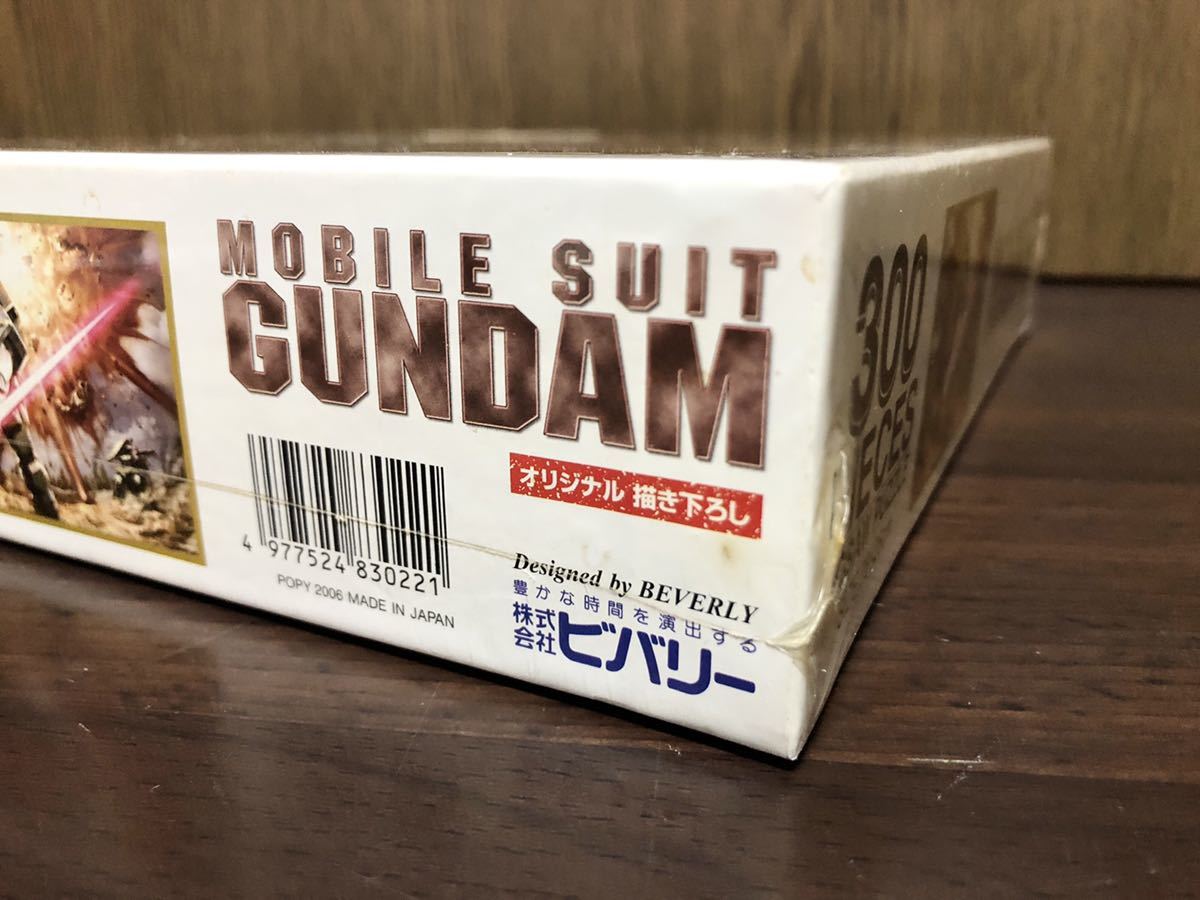 MOBILE SUIT
GUNDAM
オリジナル 描き下ろし
4 977524 830221
POPY 2006 MADE IN JAPAN
Designed by BEVERLY
豊かな時間を演出する
株式会社ビバリー
300